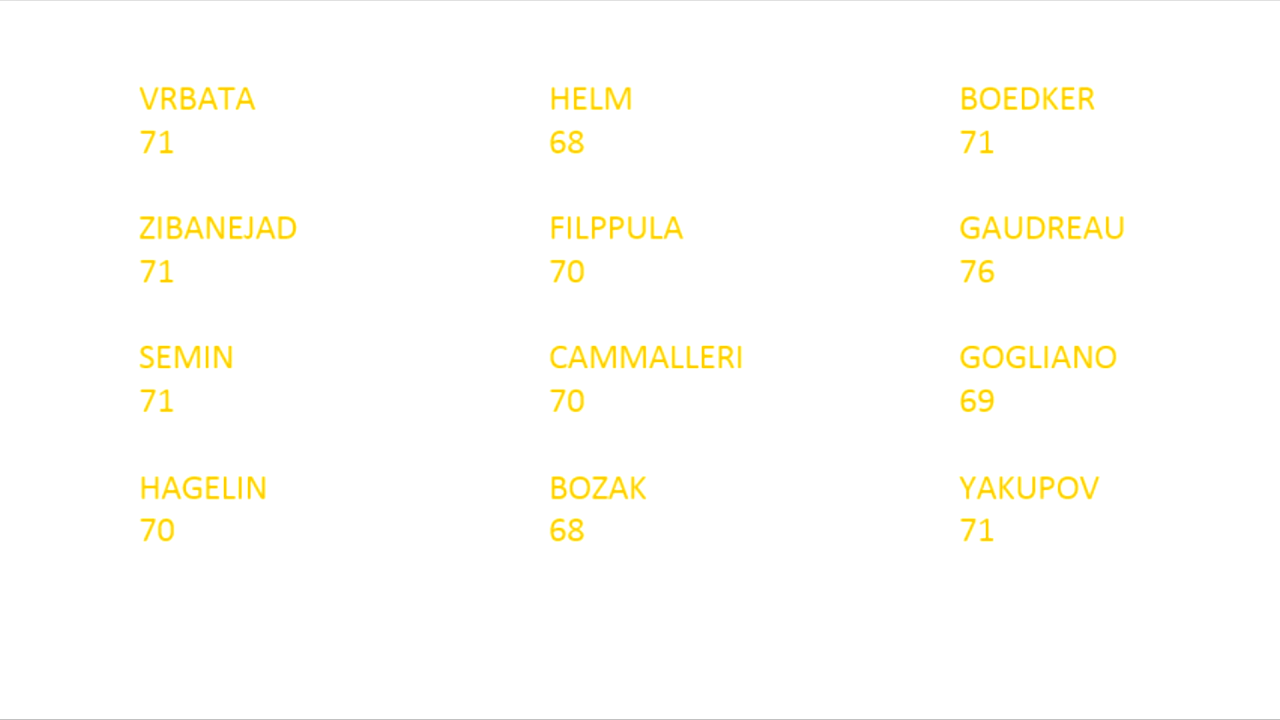 VRBATA
71
ZIBANEJAD
71
SEMIN
71
HAGELIN
70
HELM
68
FILPPULA
70
CAMMALLERI
70
BOZAK
68
BOEDKER
71
GAUDREAU
76
GOGLIANO
69
YAKUPOV
71